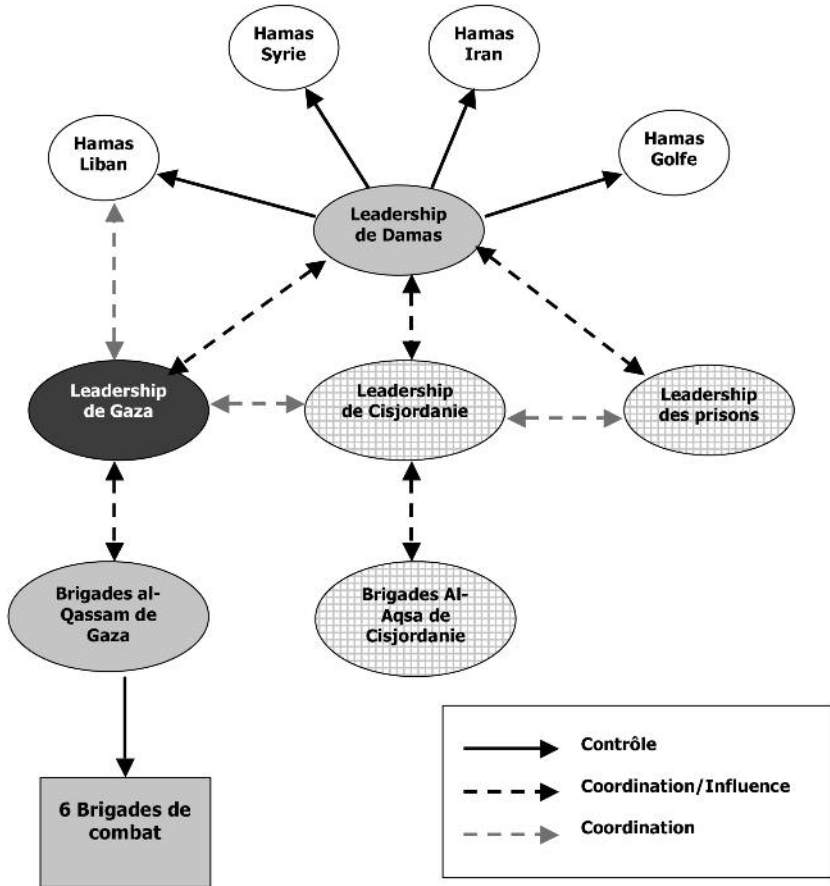 Hamas
Syrie
Hamas
Iran
Hamas
Liban
Hamas
Golfe
Leadership
de Damas
Leadership
de Gaza
Leadership
de Cisjordanie
Leadership
des prisons
Brigades al-
Qassam de
Gaza
Brigades Al-
Aqsa de
Cisjordanie
6 Brigades de
combat
Contrôle
Coordination/Influence
Coordination